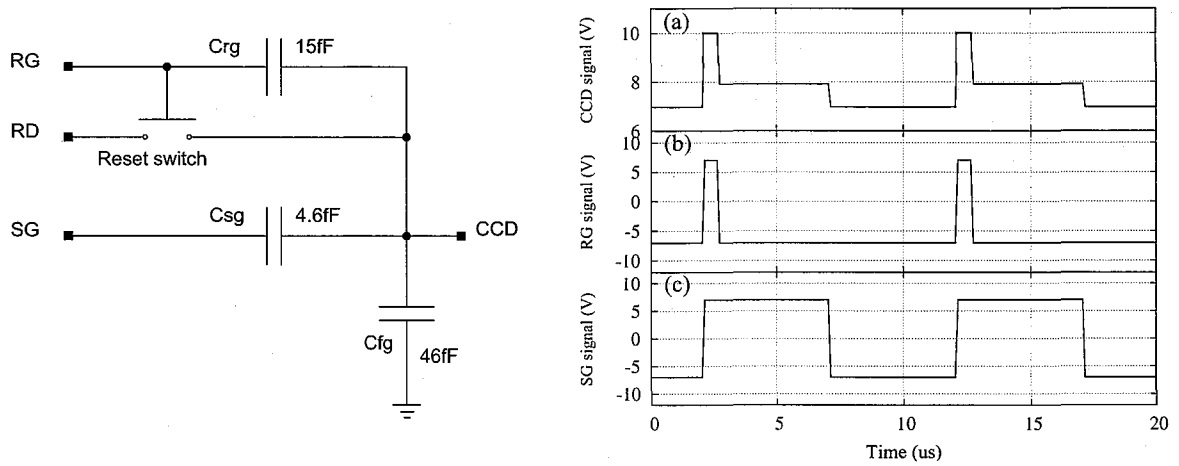 Crg 15fF
RG
RD
Reset switch
Csg 4.6fF
SG
CCD
Cfg
46fF
(a)
CCD signal (V)
10
8
6
(b)
RG signal (V)
10
5
0
-5
-10
(c)
SG signal (V)
10
5
0
-5
-10
0 5 10 15 20
Time (us)